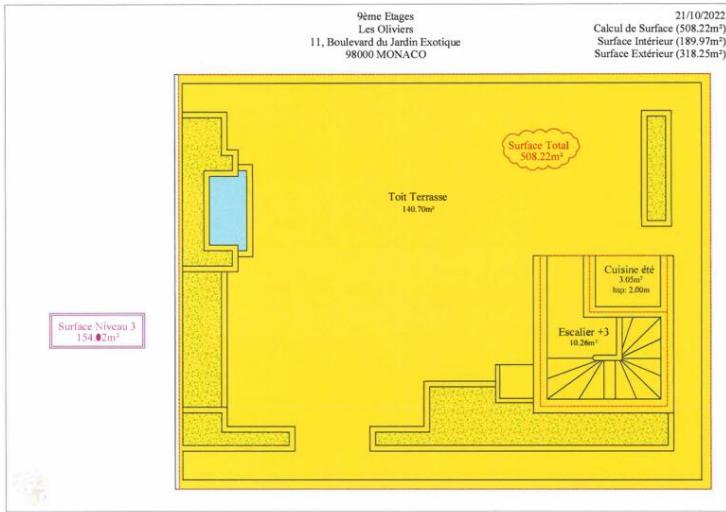 9ème Etages
Les Oliviers
11, Boulevard du Jardin Exotique
98000 MONACO
21/10/2022
Calcul de Surface (508.22m²)
Surface Intérieur (189.97m²)
Surface Extérieur (318.25m²)
Surface Total
508.22m²
Toit Terrasse
140.70m²
Cuisine été
3.05m²
hsp: 2.00m
Surface Niveau 3
154.02m²
Escalier +3
10.26m²